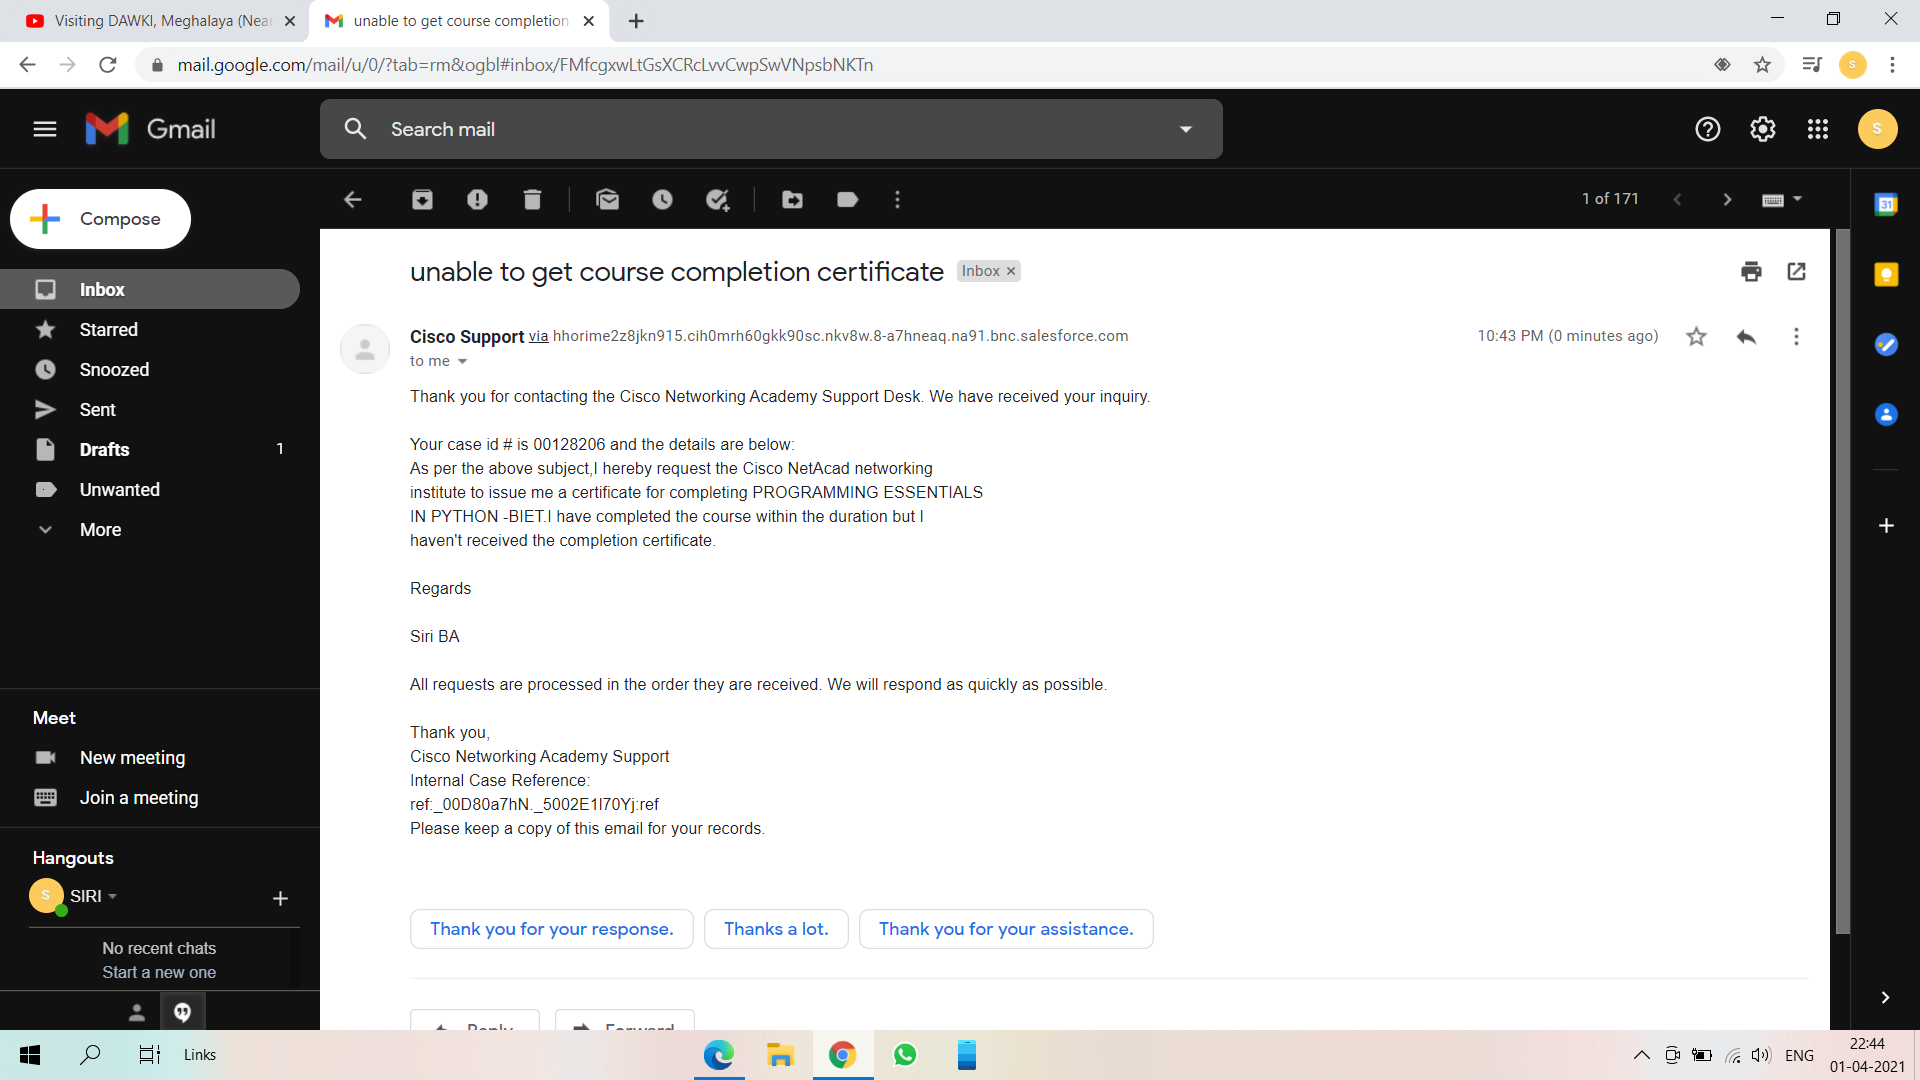 Visiting DAWKI, Meghalaya (Near
unable to get course completion
mail.google.com/mail/u/0/?tab=rm&ogbl#inbox/FMfcgxwLtGsXCRcLvvCwpSwVNpsbNKTn
S
Gmail
Search mail
S
Compose
1 of 171
31
Inbox
Starred
Snoozed
Sent
Drafts 1
Unwanted
More
unable to get course completion certificate Inbox ×
Cisco Support via hhorime2z8jkn915.cih0mrh60gkk90sc.nkv8w.8-a7hneaq.na91.bnc.salesforce.com 10:43 PM (0 minutes ago)
to me
Thank you for contacting the Cisco Networking Academy Support Desk. We have received your inquiry.
Your case id # is 00128206 and the details are below:
As per the above subject,I hereby request the Cisco NetAcad networking
institute to issue me a certificate for completing PROGRAMMING ESSENTIALS
IN PYTHON -BIET.I have completed the course within the duration but I
haven't received the completion certificate.
Regards
Siri BA
All requests are processed in the order they are received. We will respond as quickly as possible.
Thank you,
Cisco Networking Academy Support
Internal Case Reference:
ref:_00D80a7hN._5002E1l70Yj:ref
Please keep a copy of this email for your records.
Thank you for your response. Thanks a lot. Thank you for your assistance.
Reply Forward
Meet
New meeting
Join a meeting
Hangouts
S SIRI
No recent chats
Start a new one
Links
ENG
22:44
01-04-2021